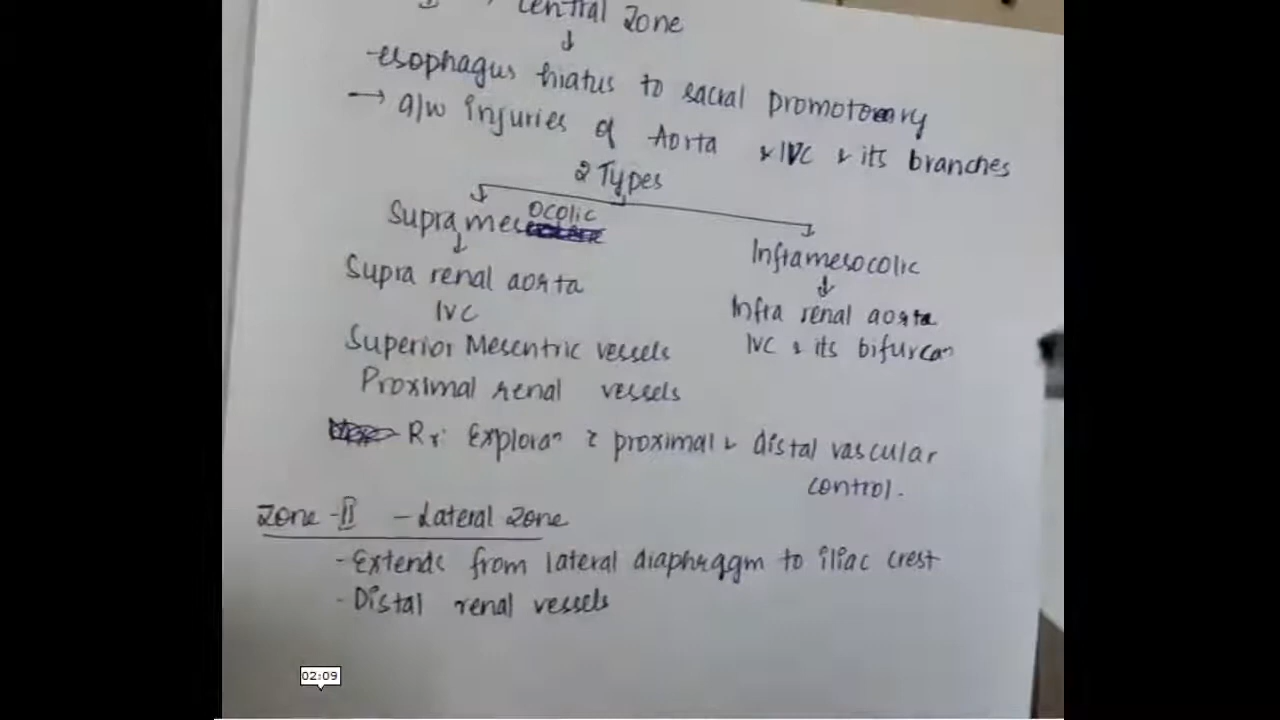 Central Zone
↓
-esophagus hiatus to sacral promotomary
→ a/w injuries of Aorta & IVC & its branches
2 Types
Supramesocolic
Inframesocolic
↓
↓
Supra renal aorta
Infra renal aorta
IVC
IVC & its bifurcan
Superior Mesentric vessels
Proximal renal vessels
Rx: Exploran c proximal & distal vascular
control.
Zone -II - Lateral Zone
-Extends from lateral diaphragm to iliac crest
-Distal renal vessels
02:09